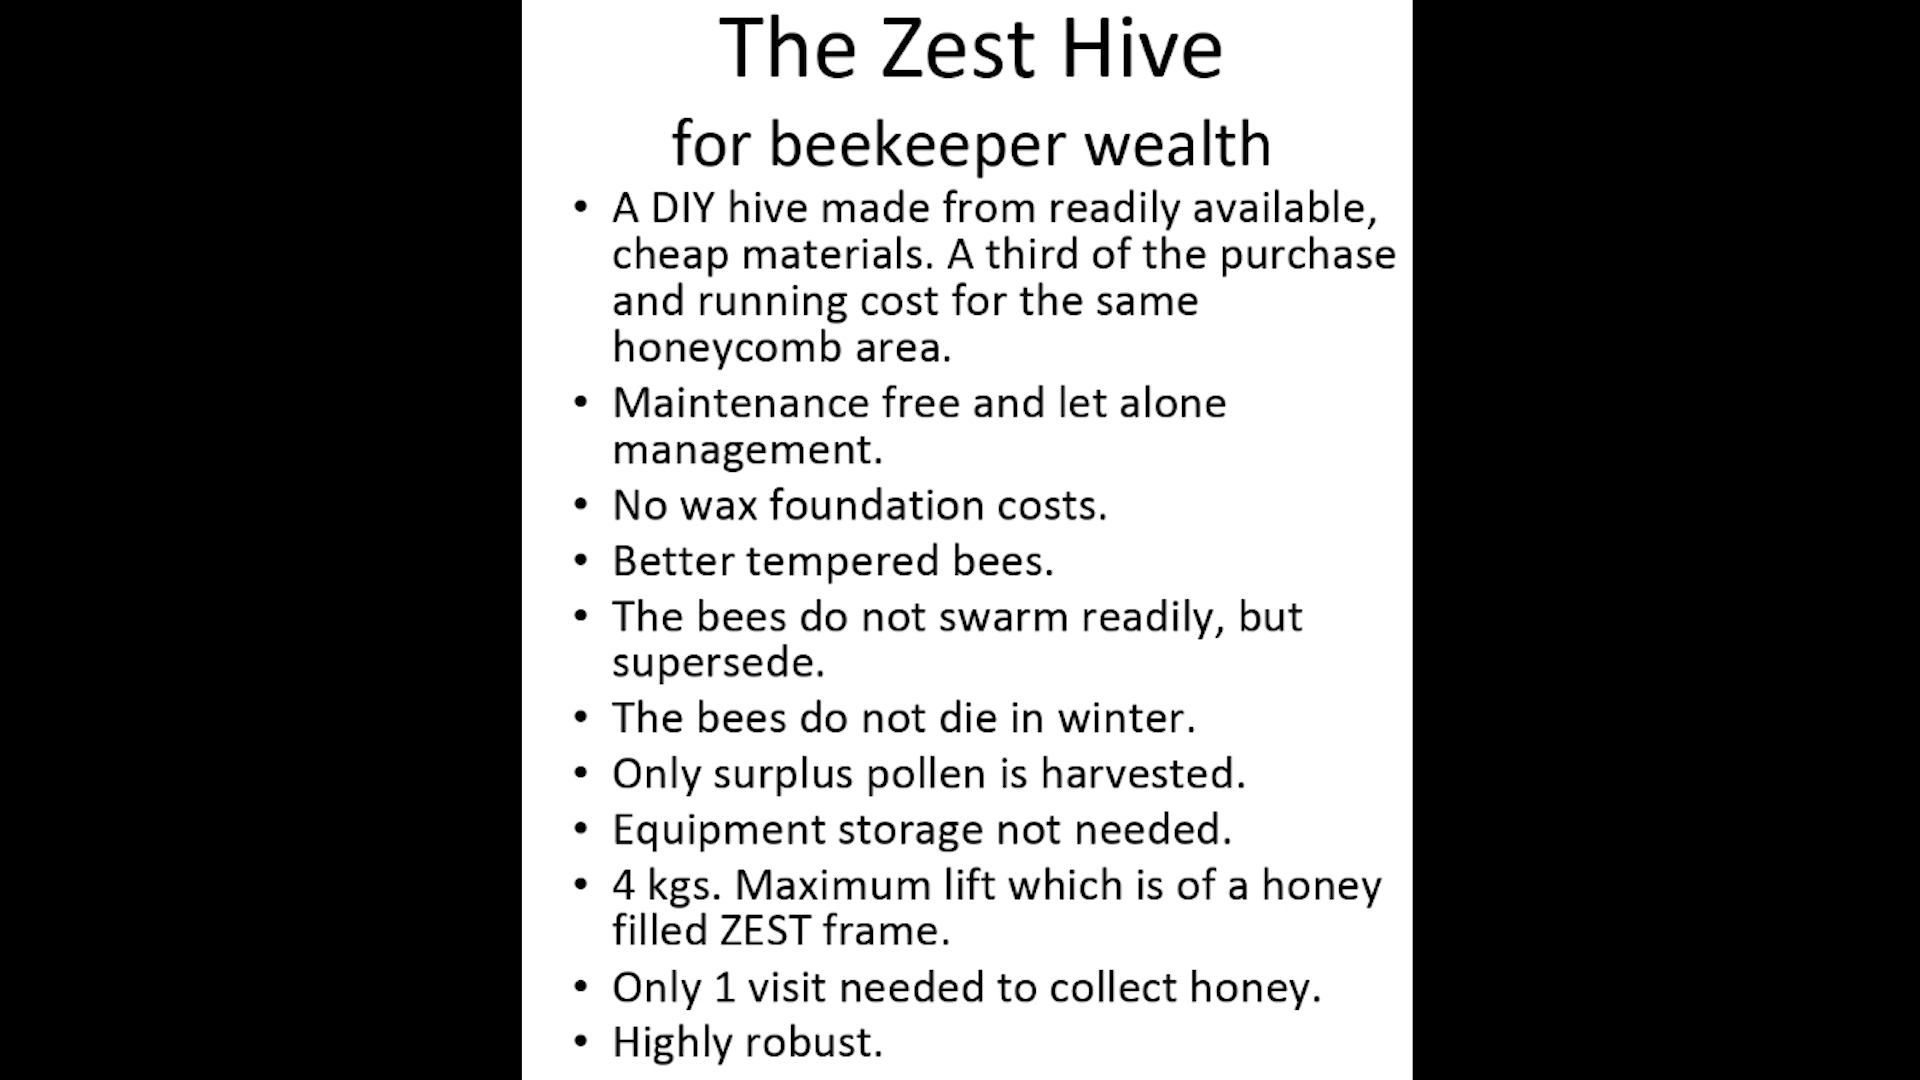 The Zest Hive
for beekeeper wealth
• A DIY hive made from readily available,
cheap materials. A third of the purchase
and running cost for the same
honeycomb area.
• Maintenance free and let alone
management.
• No wax foundation costs.
• Better tempered bees.
• The bees do not swarm readily, but
supersede.
• The bees do not die in winter.
• Only surplus pollen is harvested.
• Equipment storage not needed.
• 4 kgs. Maximum lift which is of a honey
filled ZEST frame.
• Only 1 visit needed to collect honey.
• Highly robust.